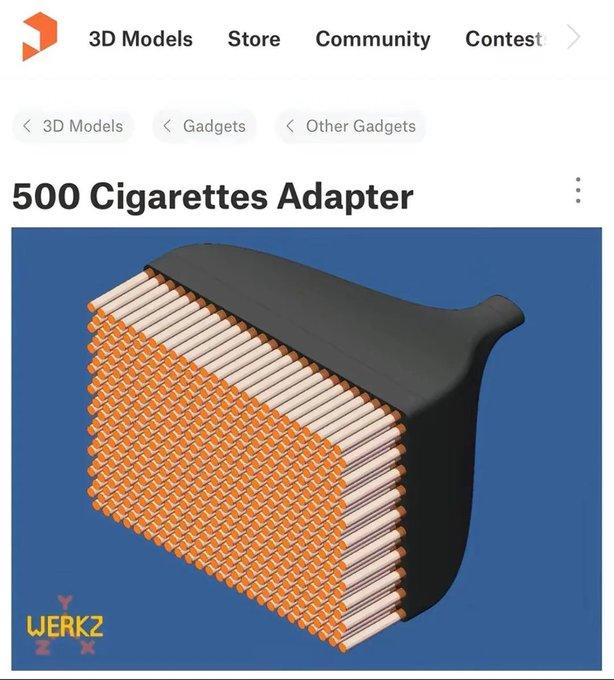 3D Models Store Community Contest
3D Models Gadgets Other Gadgets
500 Cigarettes Adapter
Y
WERKZ
Z X